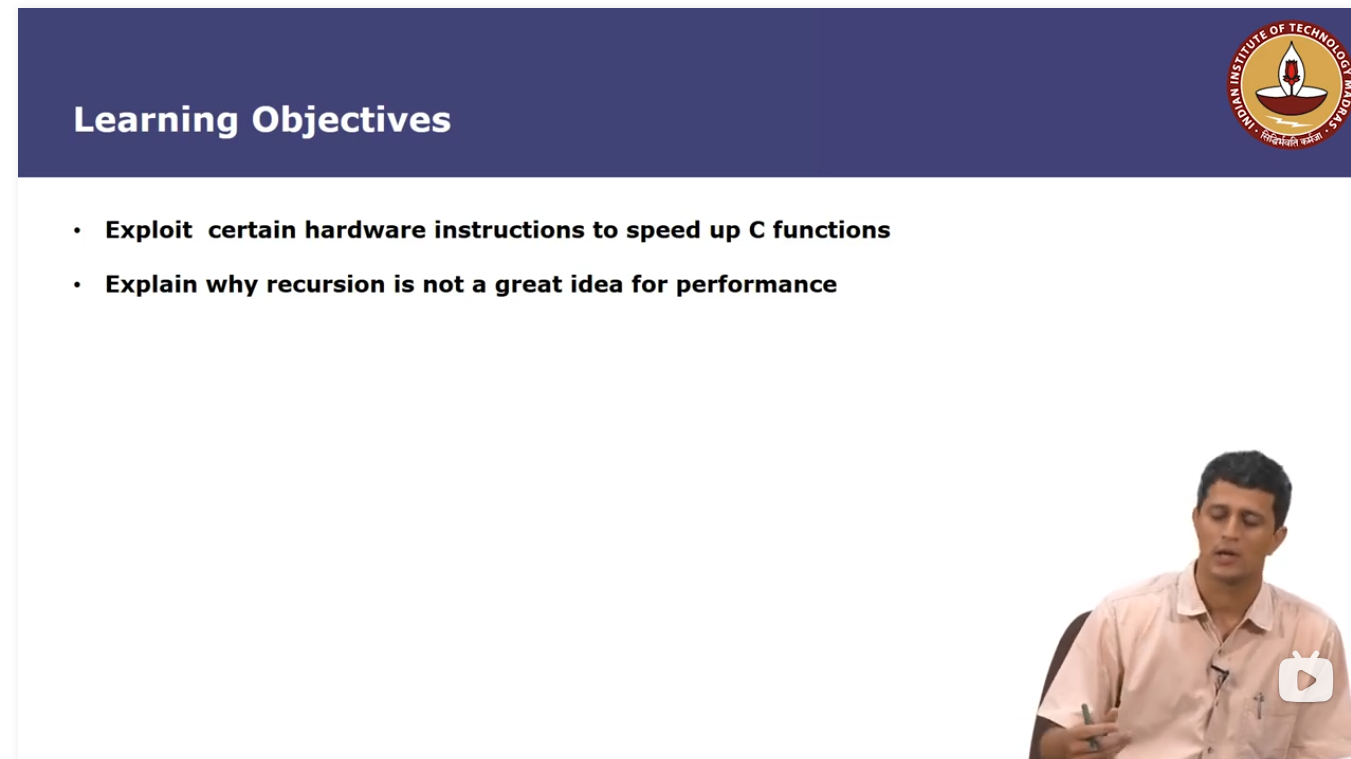 Learning Objectives
INDIAN INSTITUTE OF TECHNOLOGY MADRAS
सिद्धिर्भवति कर्मजा
• Exploit certain hardware instructions to speed up C functions
• Explain why recursion is not a great idea for performance